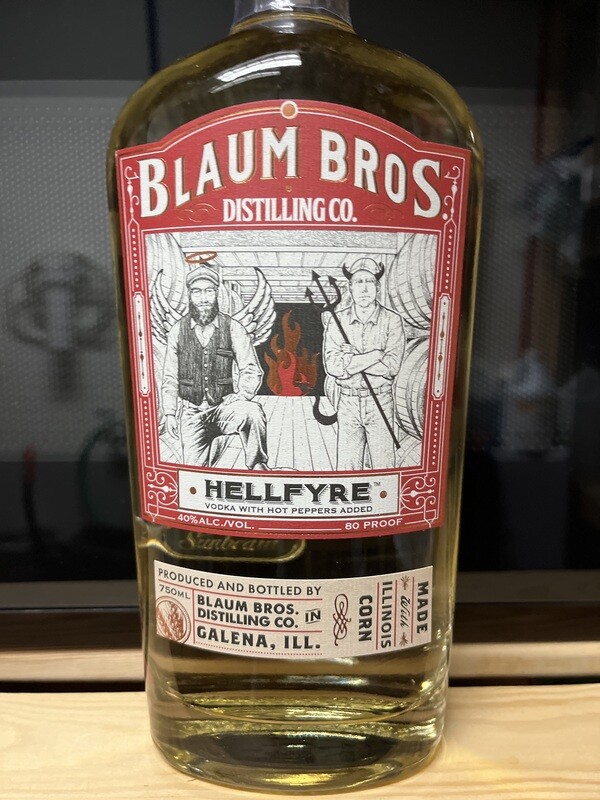 BLAUM BROS.
DISTILLING CO.
HELLFYRE™
VODKA WITH HOT PEPPERS ADDED
40%ALC./VOL.
80 PROOF
Sunbeam
PRODUCED AND BOTTLED BY
750ML
BLAUM BROS.
DISTILLING CO. IN
GALENA, ILL.
MADE
With
ILLINOIS
CORN